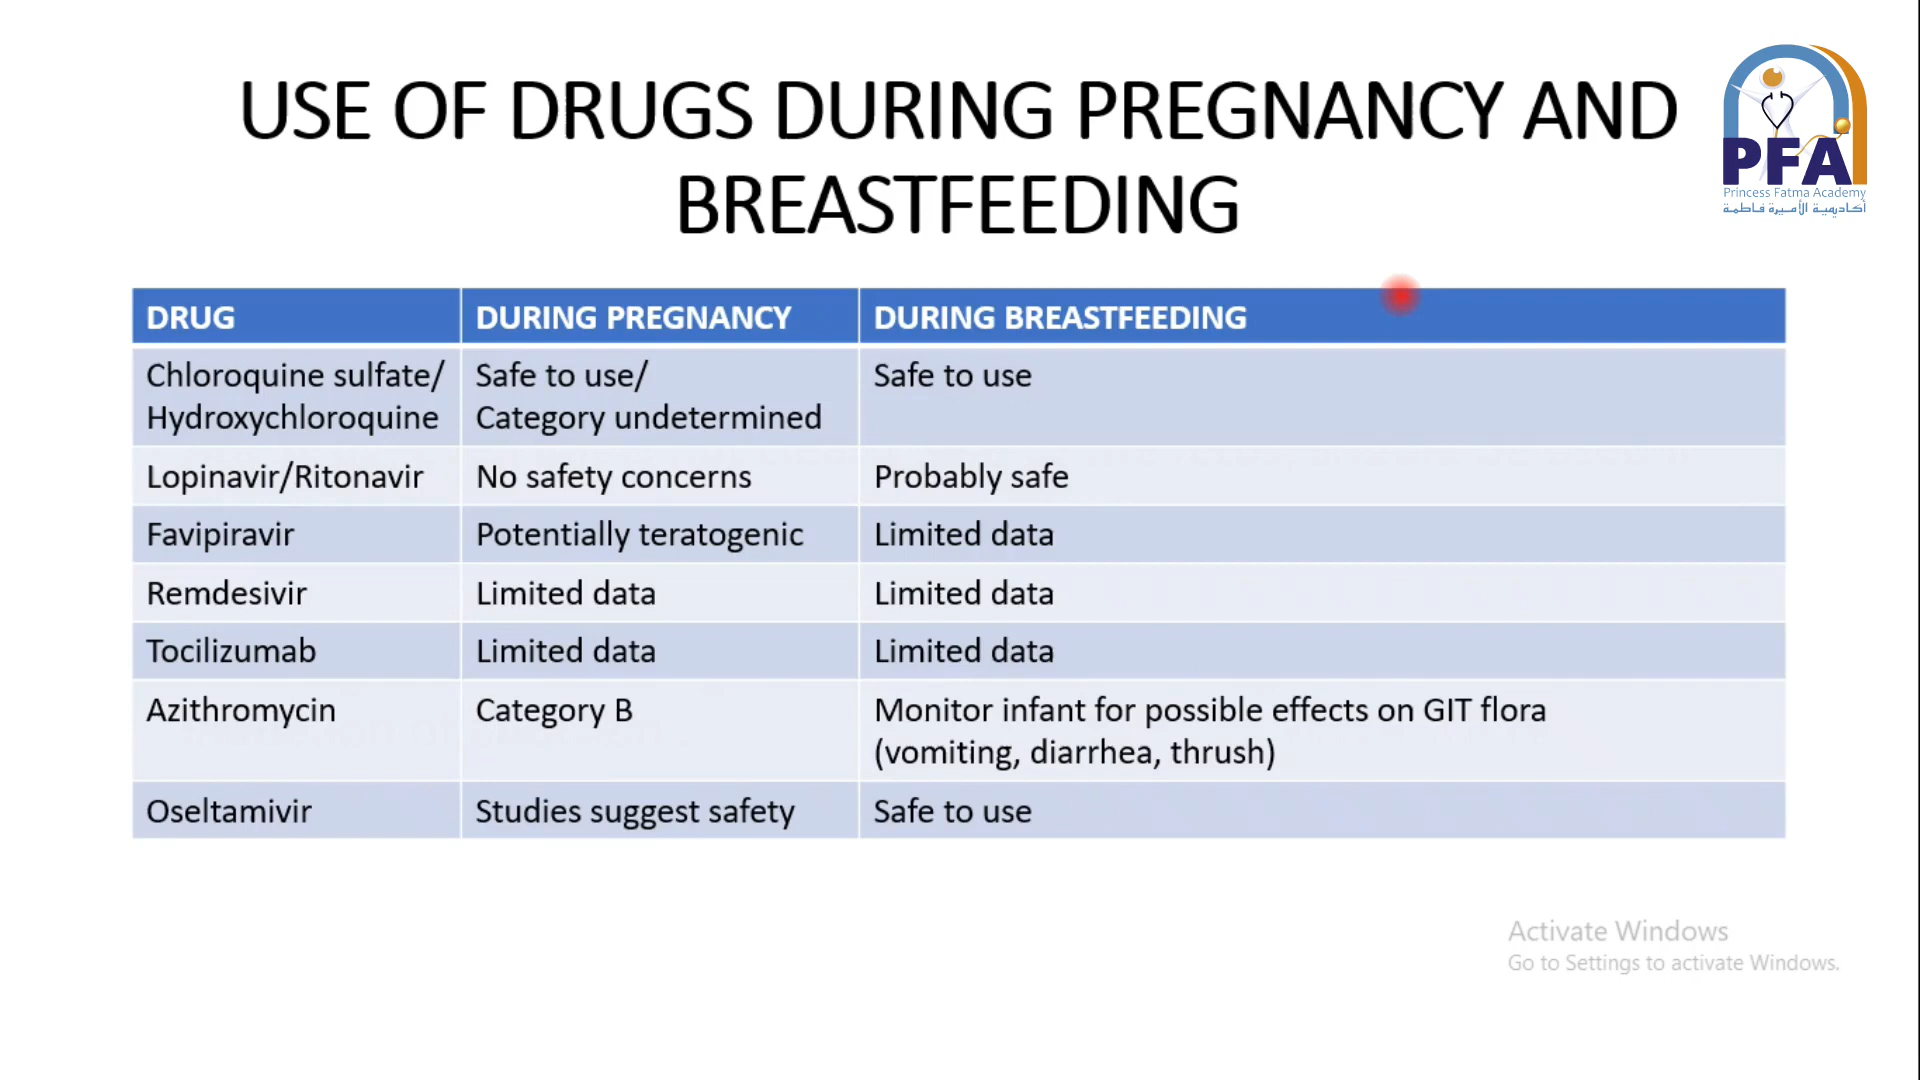 USE OF DRUGS DURING PREGNANCY AND
BREASTFEEDING
PFA
Princess Fatma Academy
أكاديمية الأميرة فاطمة
DRUG DURING PREGNANCY DURING BREASTFEEDING
Chloroquine sulfate/ Safe to use/ Safe to use
Hydroxychloroquine Category undetermined
Lopinavir/Ritonavir No safety concerns Probably safe
Favipiravir Potentially teratogenic Limited data
Remdesivir Limited data Limited data
Tocilizumab Limited data Limited data
Azithromycin Category B Monitor infant for possible effects on GIT flora
(vomiting, diarrhea, thrush)
Oseltamivir Studies suggest safety Safe to use
Activate Windows
Go to Settings to activate Windows.